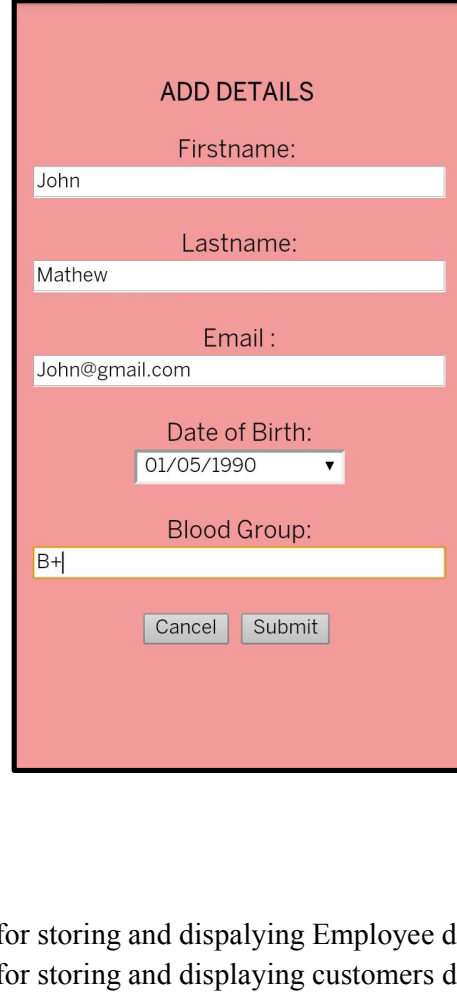 ADD DETAILS
Firstname:
John
Lastname:
Mathew
Email :
John@gmail.com
Date of Birth:
01/05/1990
Blood Group:
B+
Cancel Submit
for storing and dispalying Employee d
for storing and displaying customers d